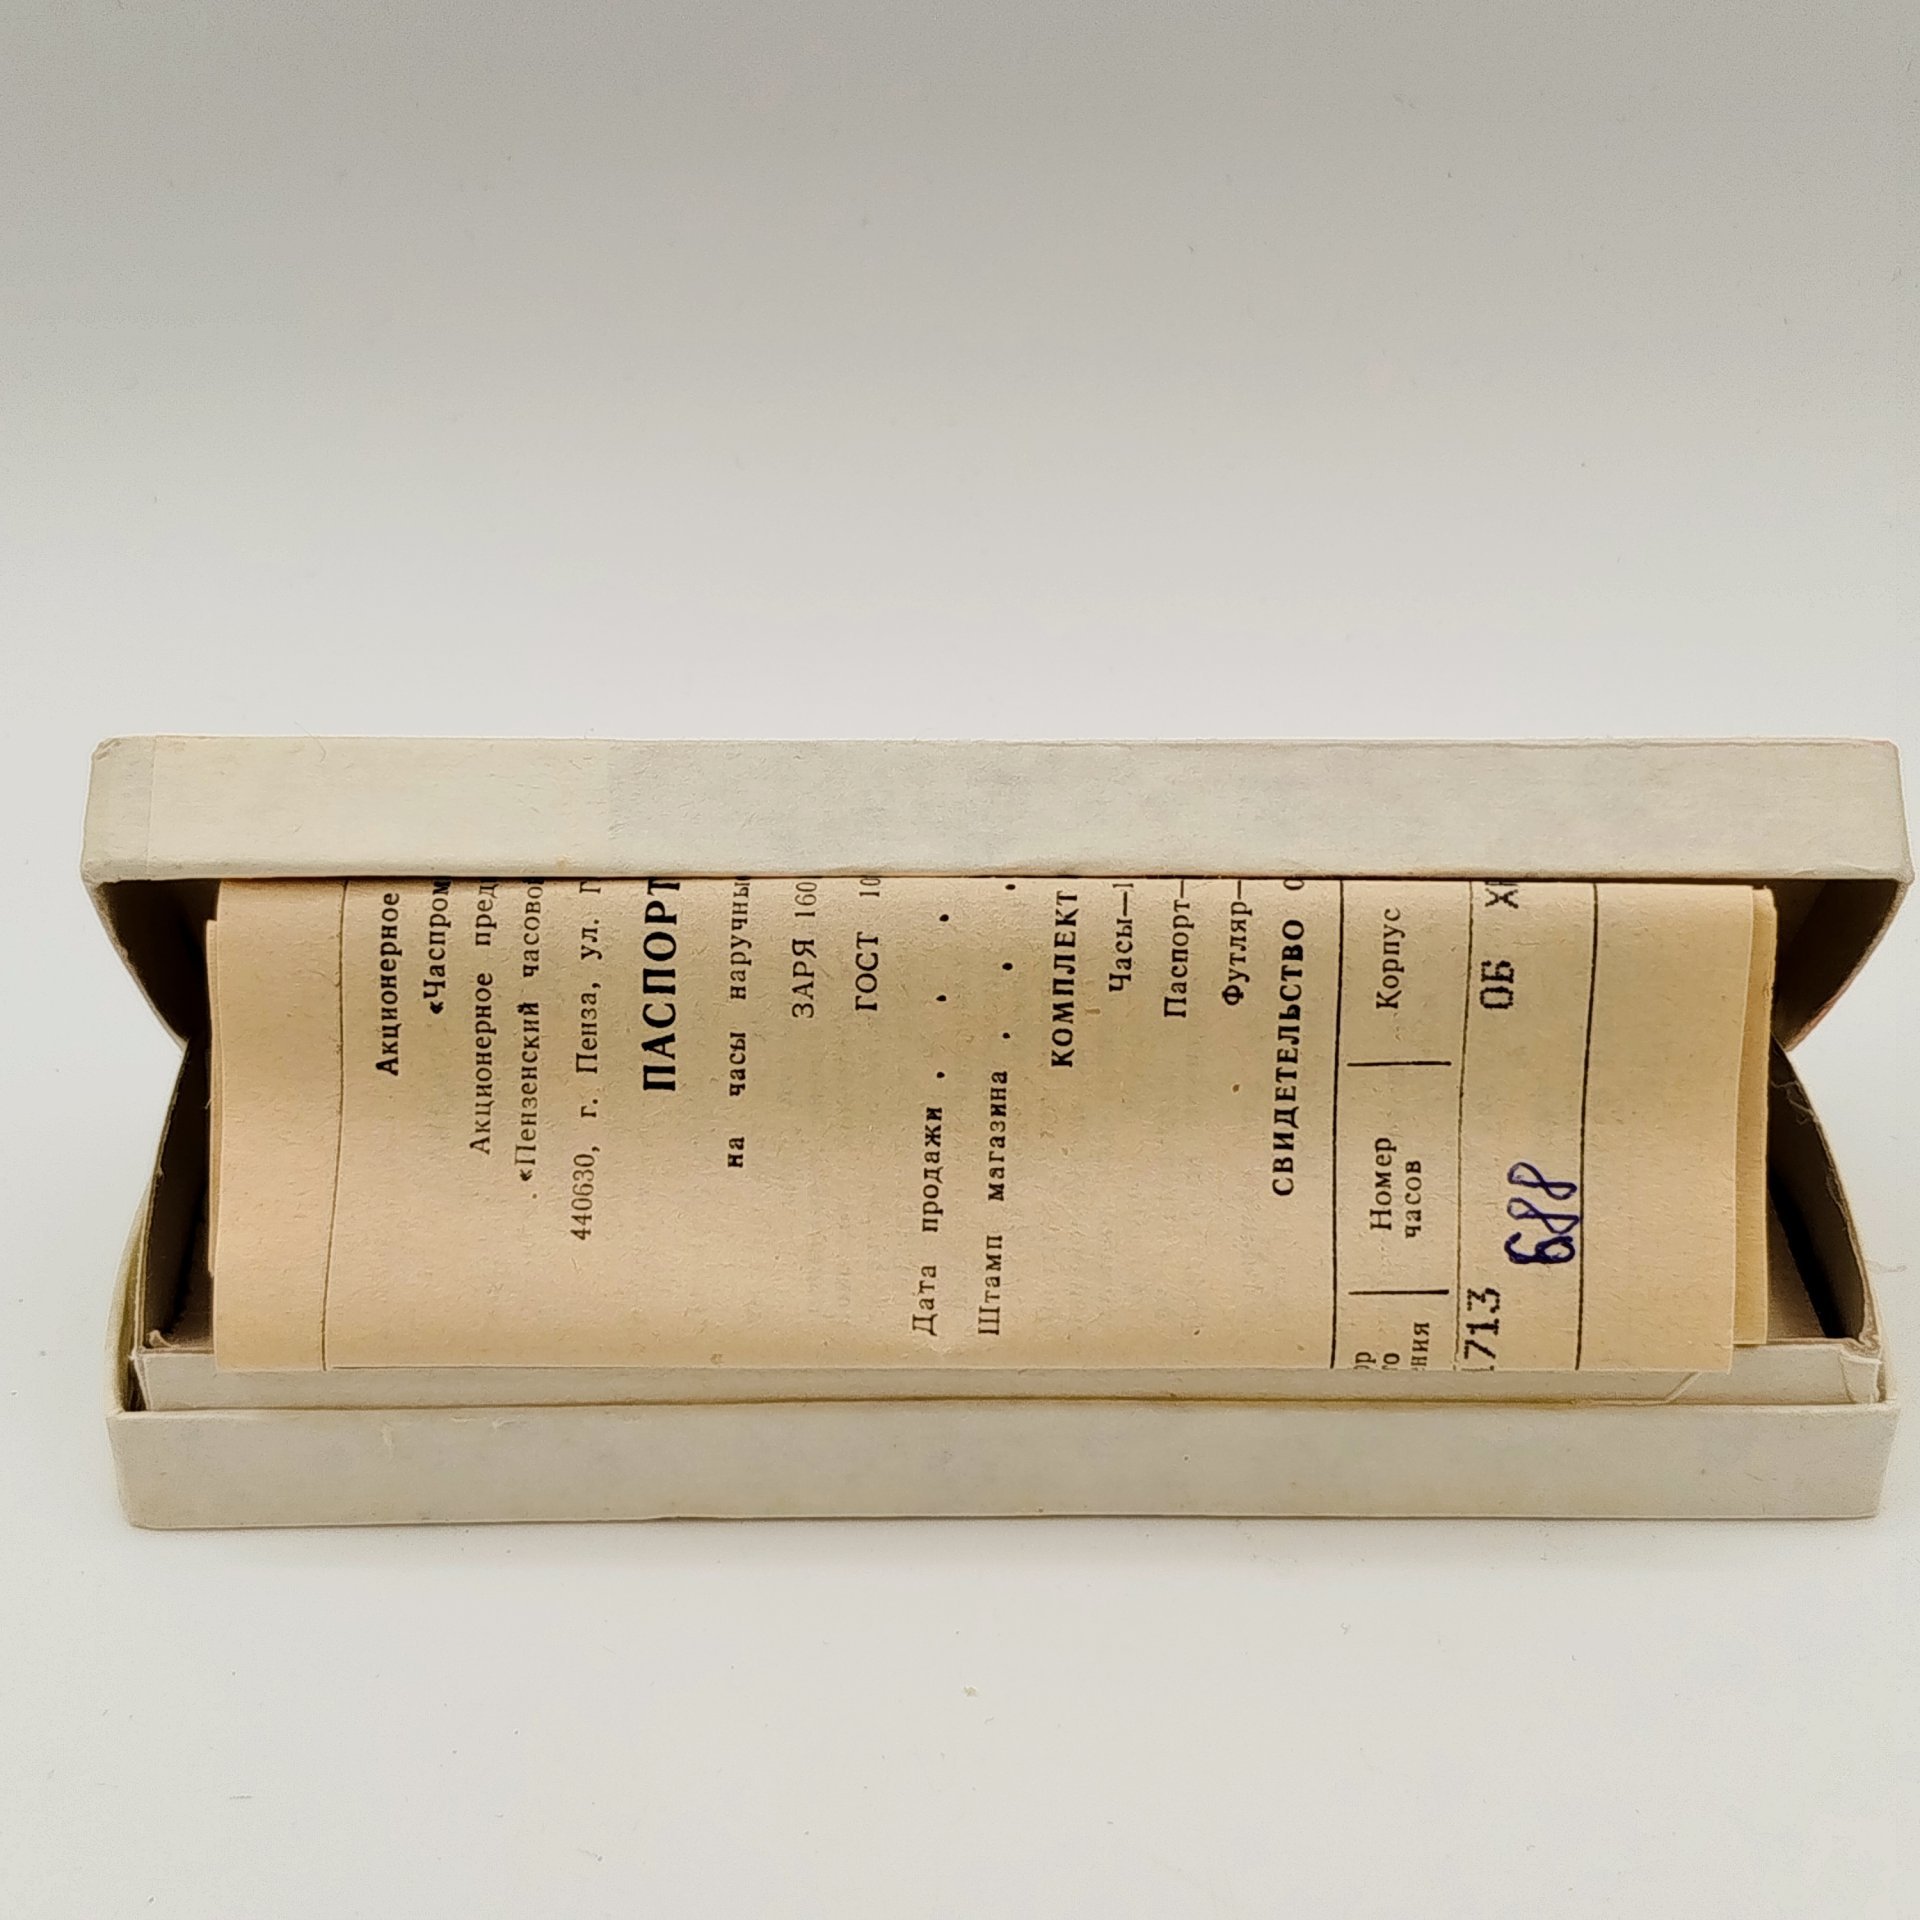 Акционерное
«Часпром
Акционерное пред
«Пензенский часово
440630, г. Пенза, ул.
ПАСПОРТ
на часы наручны
ЗАРЯ 160
ГОСТ 10
Дата продажи . . .
Штамп магазина . . .
КОМПЛЕКТ
Часы—1
Паспорт—
Футляр—
СВИДЕТЕЛЬСТВО
Номер часов
Корпус
713
688
ОБ